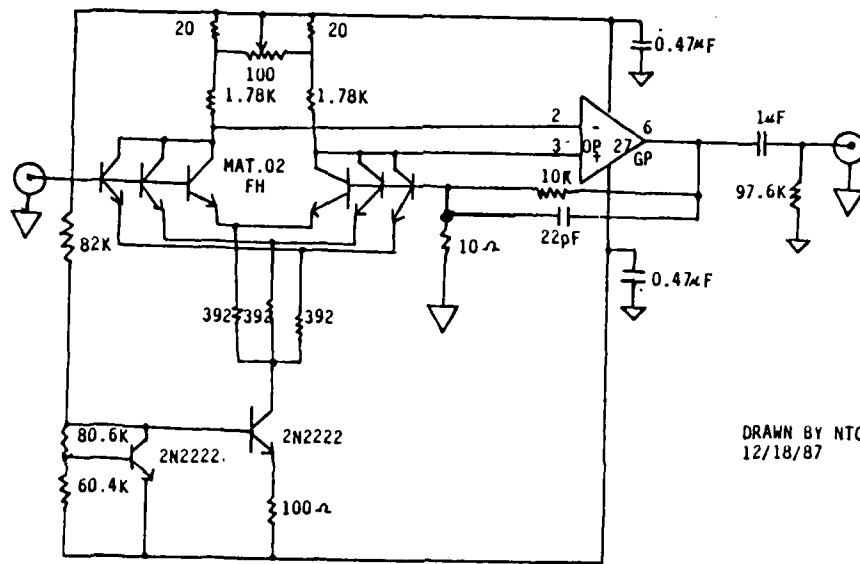 20
20
100
0.47µF
1.78K
1.78K
2
6
1µF
MAT.02
FH
3
-
OP 27
+
GP
10K
97.6K
82K
10 Ω
22pF
0.47µF
392
392
392
80.6K
2N2222.
2N2222
DRAWN BY NTO
12/18/87
60.4K
100Ω